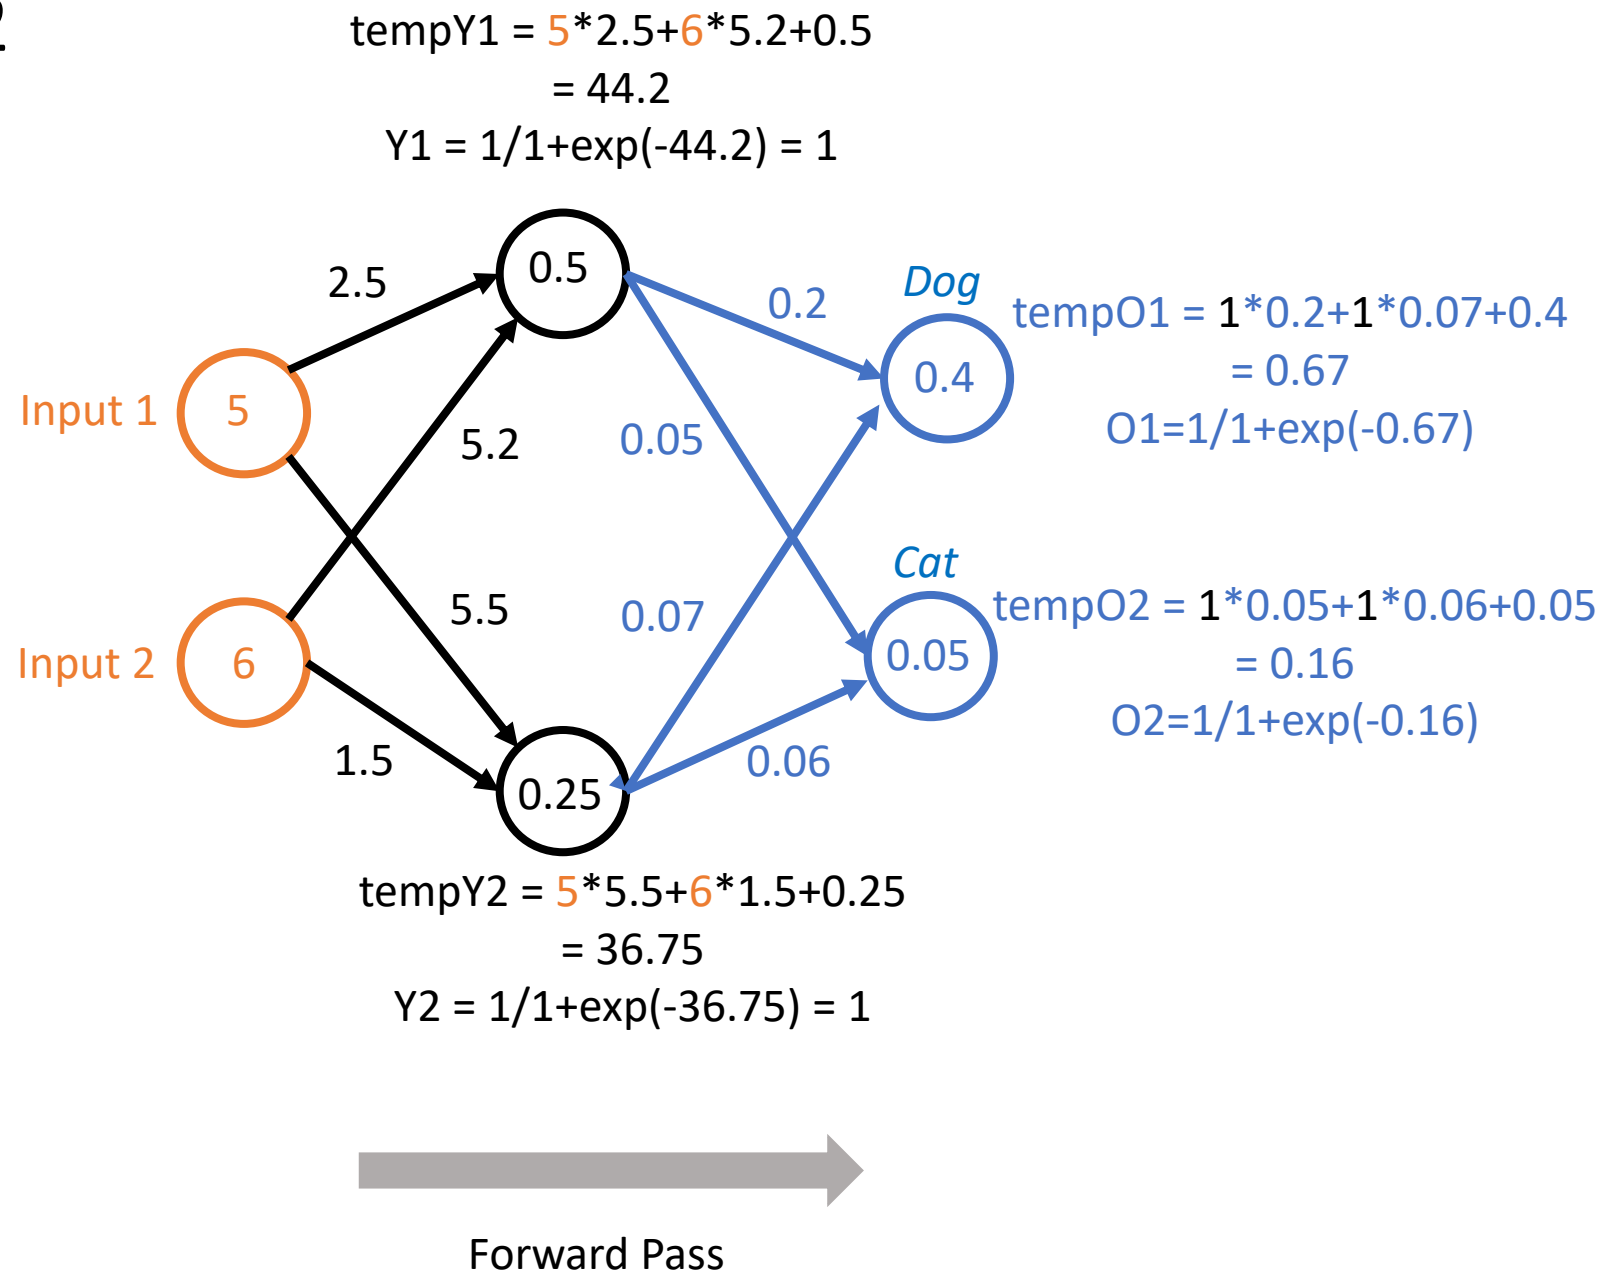 tempY1 = 5*2.5+6*5.2+0.5
= 44.2
Y1 = 1/1+exp(-44.2) = 1
2.5
0.5
Dog
0.2
tempO1 = 1*0.2+1*0.07+0.4
0.4
= 0.67
Input 1
5
5.2
0.05
O1=1/1+exp(-0.67)
Cat
5.5
0.07
tempO2 = 1*0.05+1*0.06+0.05
Input 2
6
0.05
= 0.16
O2=1/1+exp(-0.16)
1.5
0.25
0.06
tempY2 = 5*5.5+6*1.5+0.25
= 36.75
Y2 = 1/1+exp(-36.75) = 1
Forward Pass